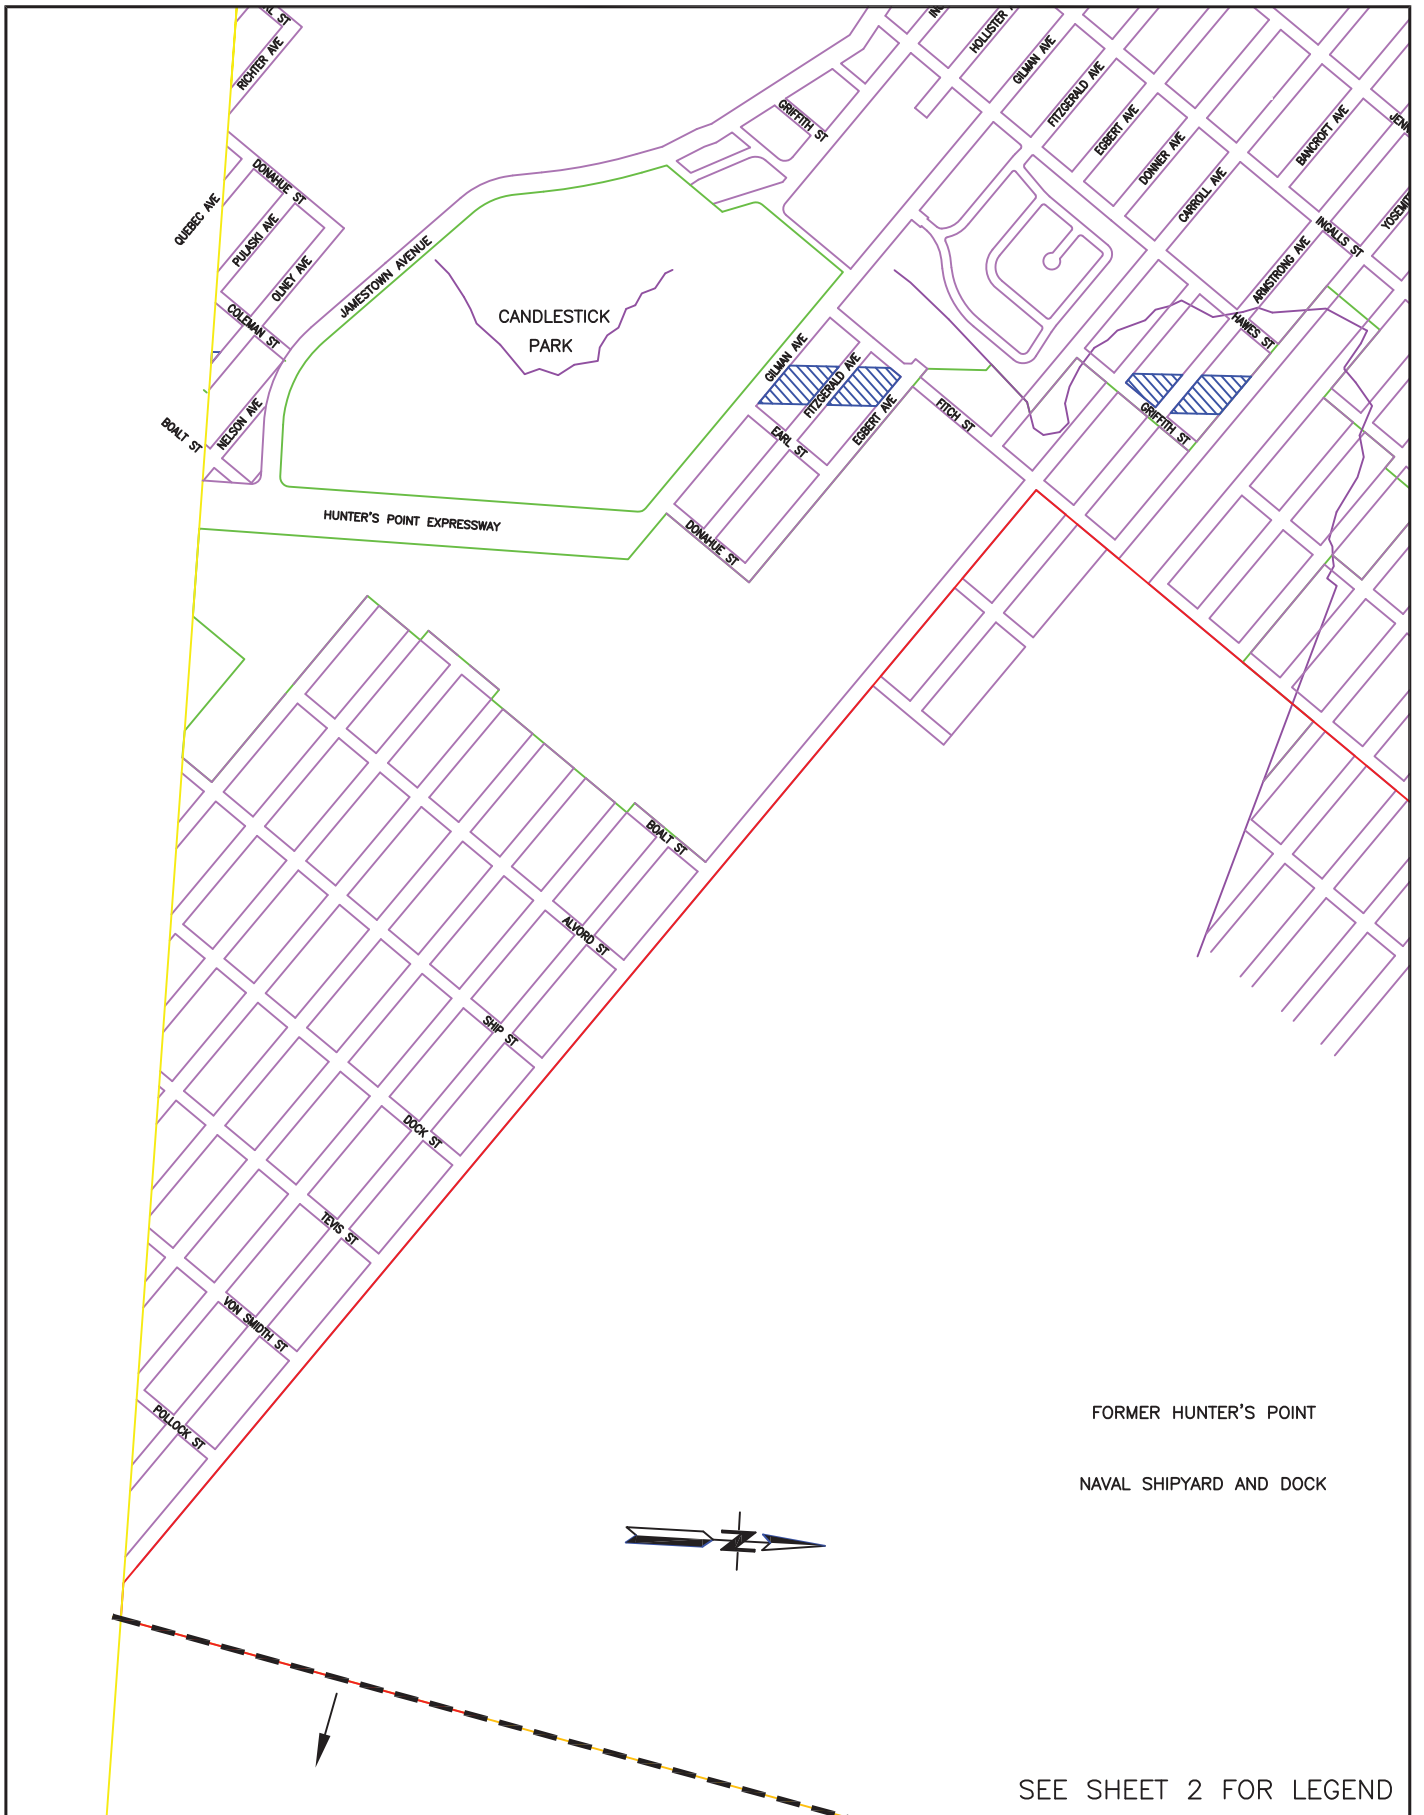 RICHTER AVE
HOLLISTER
GILMAN AVE
FITZGERALD AVE
EGBERT AVE
DONNER AVE
CARROLL AVE
BANCROFT AVE
GRIFFITH ST
DONAHUE ST
QUEBEC AVE
PULASKI AVE
OLNEY AVE
COLEMAN ST
JAMESTOWN AVENUE
INGALLS ST
ARMSTRONG AVE
HAWES ST
CANDLESTICK
PARK
GILMAN AVE
FITZGERALD AVE
EGBERT AVE
FITCH ST
GRIFFITH ST
NELSON AVE
BOALT ST
EARL ST
HUNTER'S POINT EXPRESSWAY
DONAHUE ST
BOALT ST
ALVORD ST
SHIP ST
DOCK ST
TEVIS ST
VON SMIDTH ST
POLLOCK ST
FORMER HUNTER'S POINT
NAVAL SHIPYARD AND DOCK
N
SEE SHEET 2 FOR LEGEND